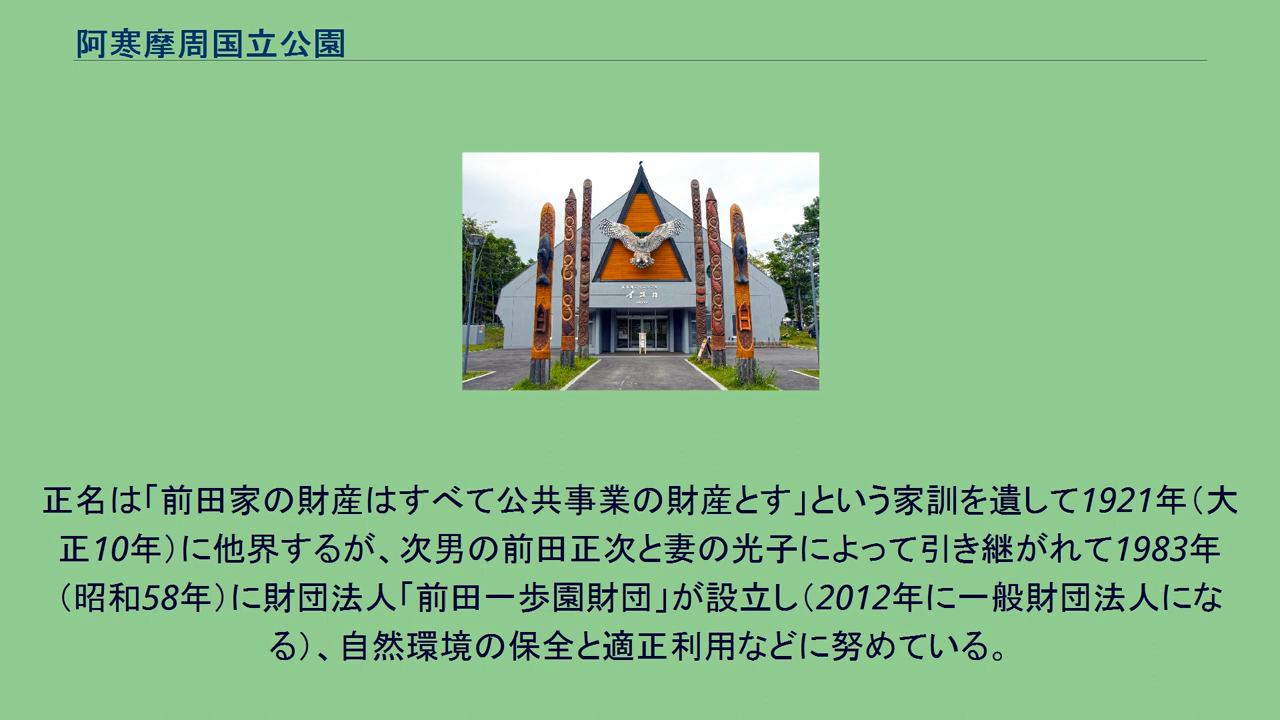 阿寒摩周国立公園
イコロ
正名は「前田家の財産はすべて公共事業の財産とす」という家訓を遺して1921年（大
正10年）に他界するが、次男の前田正次と妻の光子によって引き継がれて1983年
（昭和58年）に財団法人「前田一歩園財団」が設立し（2012年に一般財団法人にな
る）、自然環境の保全と適正利用などに努めている。